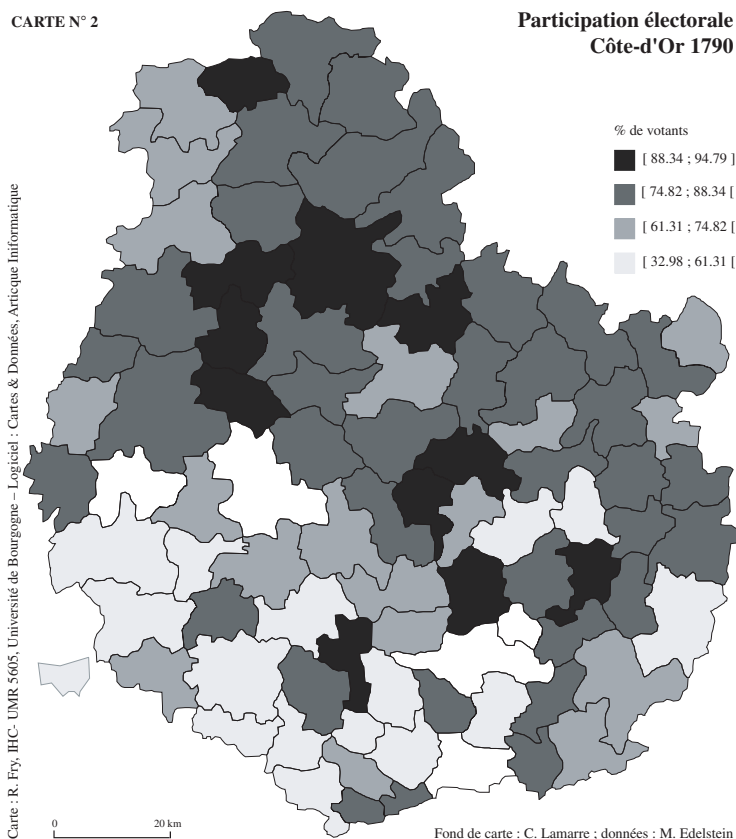 CARTE N° 2
Participation électorale
Côte-d'Or 1790
% de votants
[ 88.34 ; 94.79 ]
[ 74.82 ; 88.34 [
[ 61.31 ; 74.82 [
[ 32.98 ; 61.31 [
Carte : R. Fry, IHC- UMR 5605, Université de Bourgogne – Logiciel : Cartes & Données, Articque Iniformatique
0 20 km
Fond de carte : C. Lamarre ; données : M. Edelstein